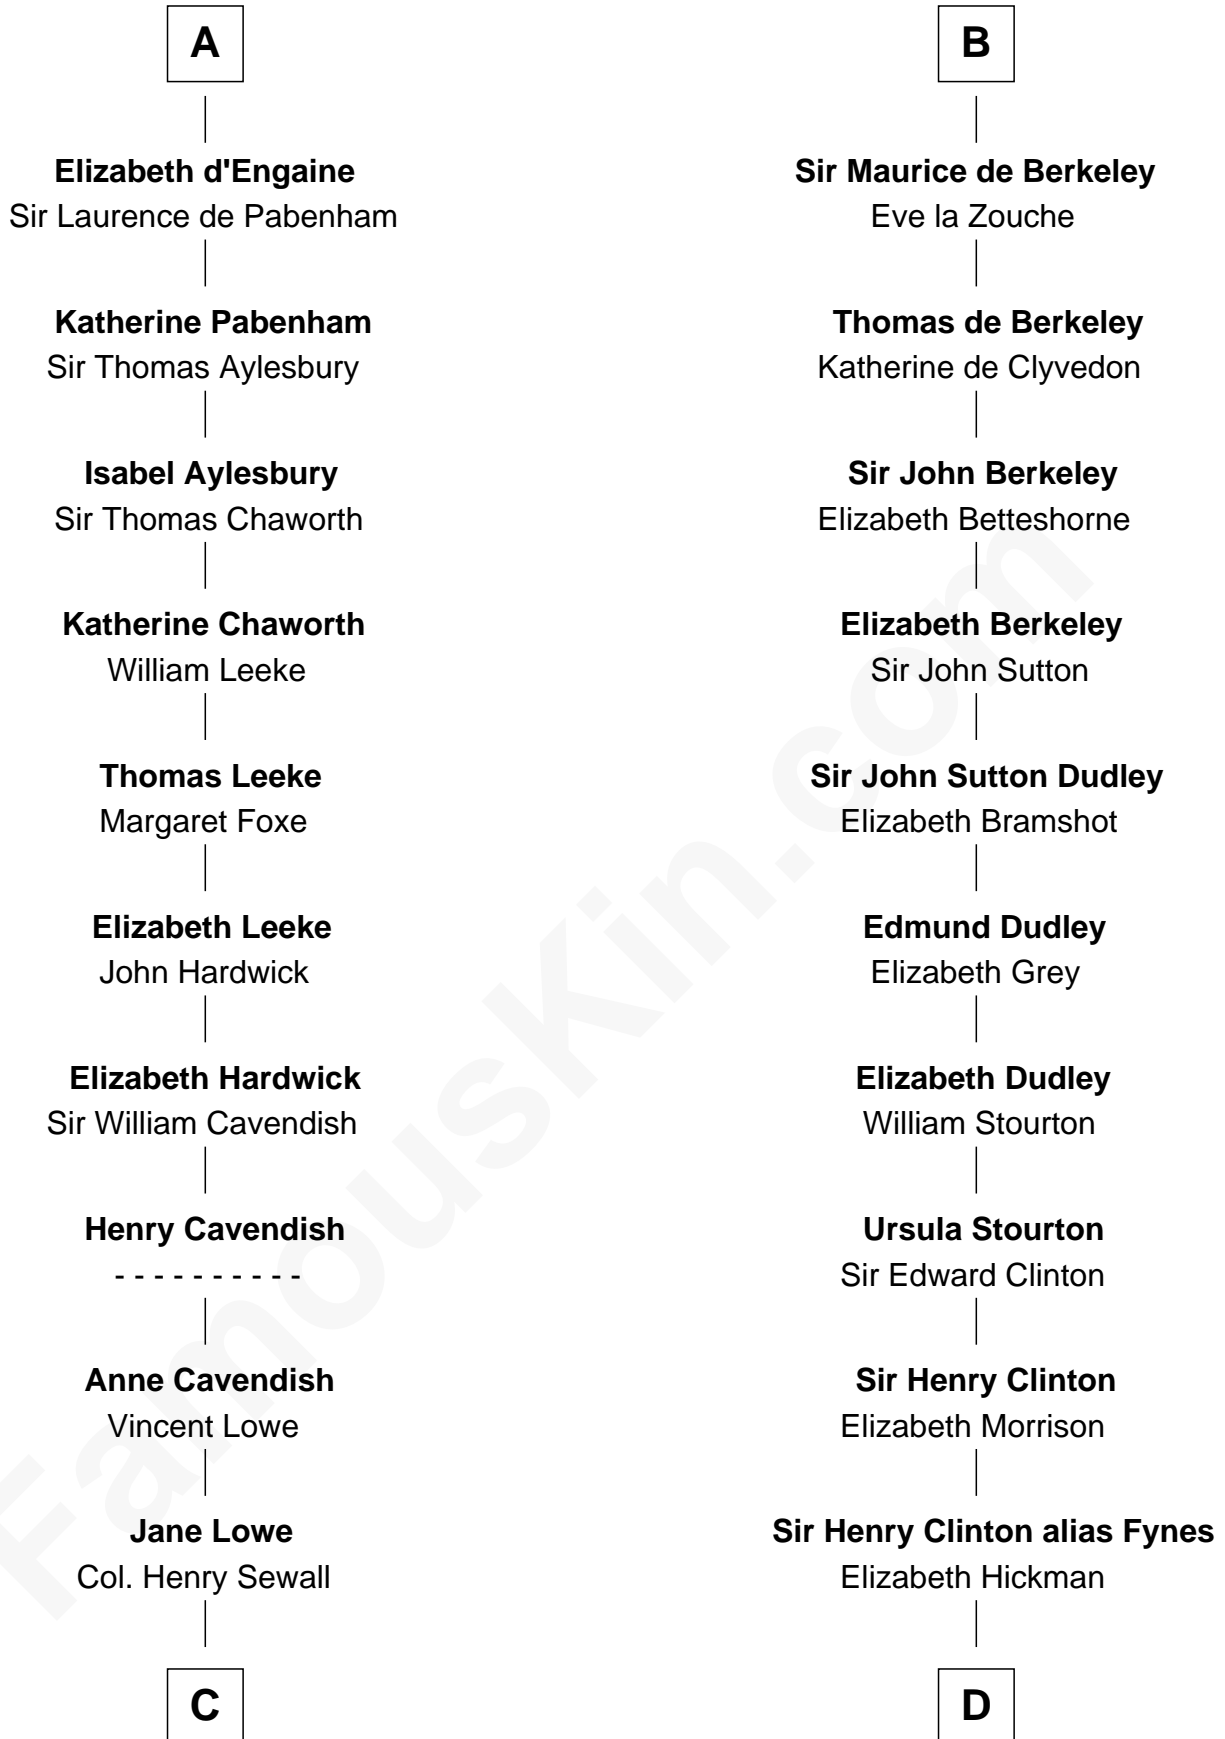 A
Elizabeth d'Engaine
Sir Laurence de Pabenham
Katherine Pabenham
Sir Thomas Aylesbury
Isabel Aylesbury
Sir Thomas Chaworth
Katherine Chaworth
William Leeke
Thomas Leeke
Margaret Foxe
Elizabeth Leeke
John Hardwick
Elizabeth Hardwick
Sir William Cavendish
Henry Cavendish
- - - - - - - - - -
Anne Cavendish
Vincent Lowe
Jane Lowe
Col. Henry Sewall
C
B
Sir Maurice de Berkeley
Eve la Zouche
Thomas de Berkeley
Katherine de Clyvedon
Sir John Berkeley
Elizabeth Betteshorne
Elizabeth Berkeley
Sir John Sutton
Sir John Sutton Dudley
Elizabeth Bramshot
Edmund Dudley
Elizabeth Grey
Elizabeth Dudley
William Stourton
Ursula Stourton
Sir Edward Clinton
Sir Henry Clinton
Elizabeth Morrison
Sir Henry Clinton alias Fynes
Elizabeth Hickman
D
FamousKin.com